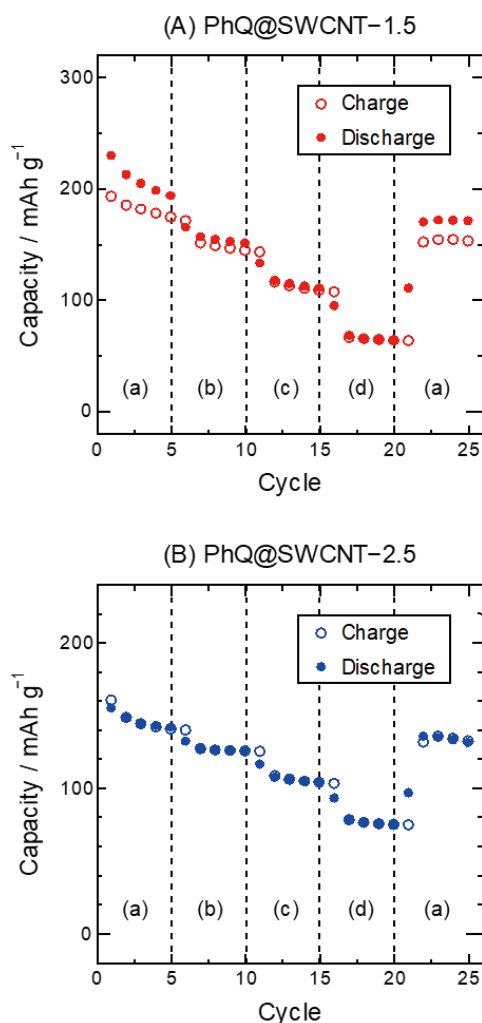 (A) PhQ@SWCNT−1.5
300
200
100
0
Capacity / mAh g⁻¹
Charge
Discharge
(a)
(b)
(c)
(d)
(a)
0
5
10
15
20
25
Cycle
(B) PhQ@SWCNT−2.5
200
100
0
Capacity / mAh g⁻¹
Charge
Discharge
(a)
(b)
(c)
(d)
(a)
0
5
10
15
20
25
Cycle